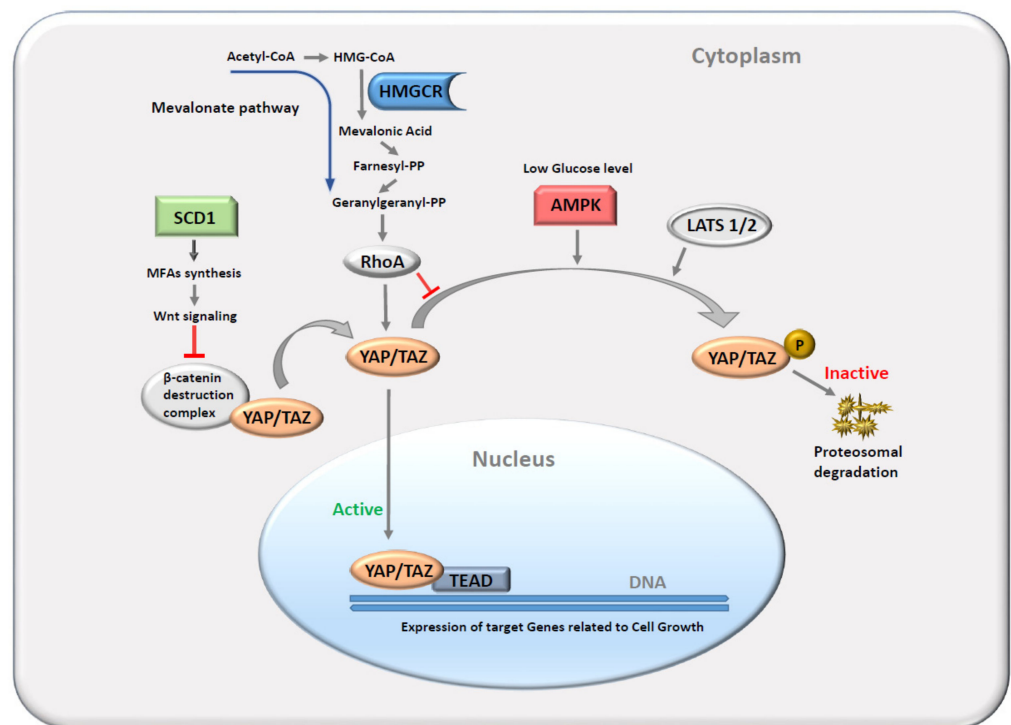 Cytoplasm
Acetyl-CoA
HMG-CoA
HMGCR
Mevalonate pathway
Mevalonic Acid
Farnesyl-PP
Geranylgeranyl-PP
Low Glucose level
AMPK
SCD1
LATS 1/2
RhoA
MFAs synthesis
Wnt signaling
YAP/TAZ
YAP/TAZ
P
Inactive
β-catenin
destruction
complex
YAP/TAZ
Proteosomal
degradation
Nucleus
Active
YAP/TAZ
TEAD
DNA
Expression of target Genes related to Cell Growth